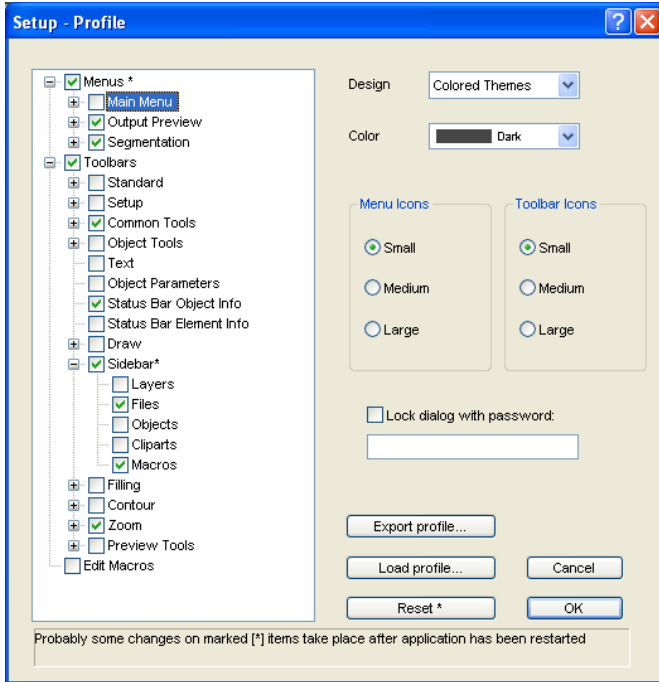 Setup - Profile
Menus *
Main Menu
Output Preview
Segmentation
Toolbars
Standard
Setup
Common Tools
Object Tools
Text
Object Parameters
Status Bar Object Info
Status Bar Element Info
Draw
Sidebar*
Layers
Files
Objects
Cliparts
Macros
Filling
Contour
Zoom
Preview Tools
Edit Macros
Design Colored Themes
Color Dark
Menu Icons
Small
Medium
Large
Toolbar Icons
Small
Medium
Large
Lock dialog with password:
Export profile...
Load profile... Cancel
Reset * OK
Probably some changes on marked [*] items take place after application has been restarted